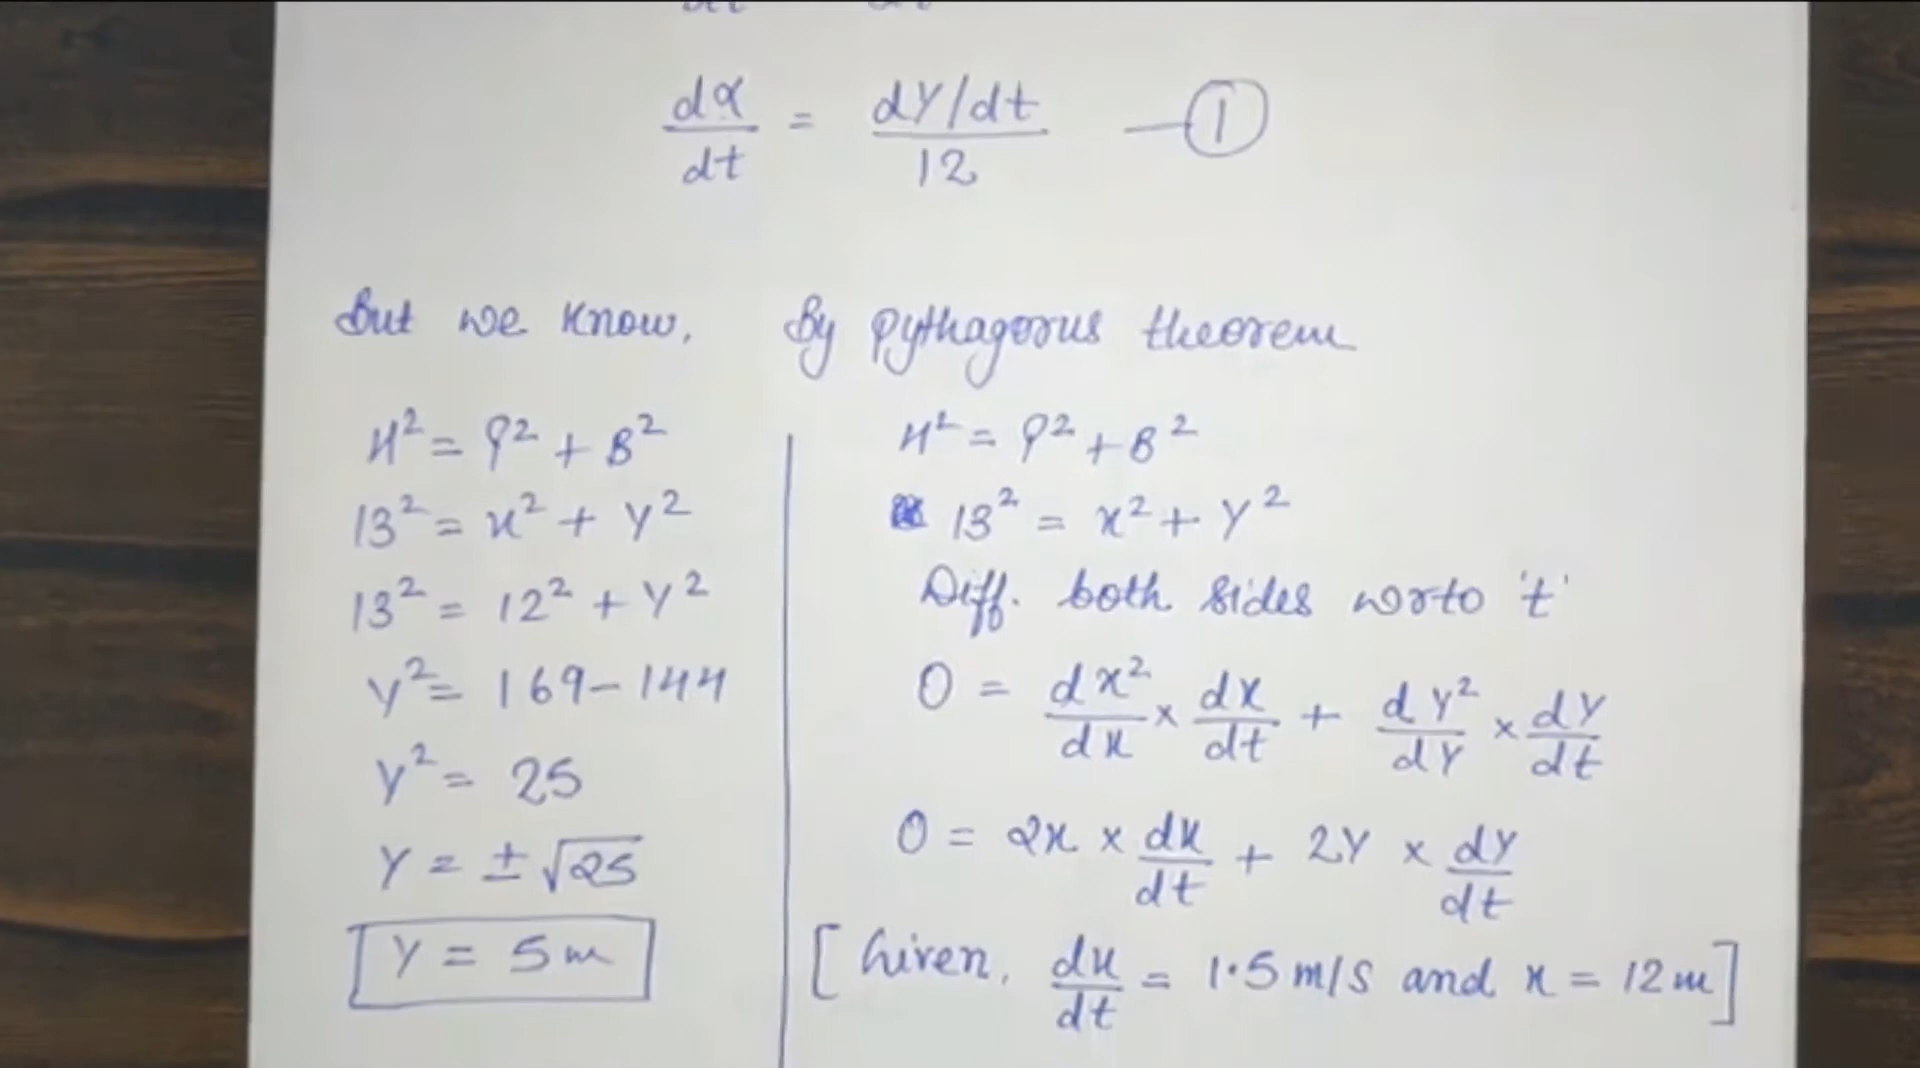 dα/dt = dy/dt/12 — ①
But we know, By pythagorus theorem
H² = P² + B²
13² = x² + y²
13² = 12² + y²
y² = 169 - 144
y² = 25
y = ± √25
y = 5m
H² = P² + B²
13² = x² + y²
Diff. both sides w.r.to 't'
0 = dx²/dx × dx/dt + dy²/dy × dy/dt
0 = 2x × dx/dt + 2y × dy/dt
[Given, dx/dt = 1.5 m/s and x = 12m]